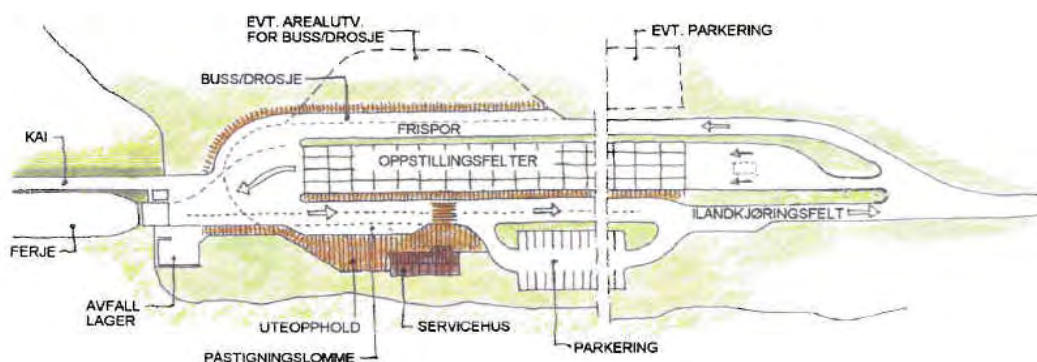 EVT. AREALUTV.
FOR BUSS/DROSJE
EVT. PARKERING
BUSS/DROSJE
KAI
FRISPOR
OPPSTILLINGSFELTER
ILANDKJØRINGSFELT
FERJE
AVFALL
LAGER
UTEOPPHOLD
SERVICEHUS
PARKERING
PÅSTIGNINGSLOMME